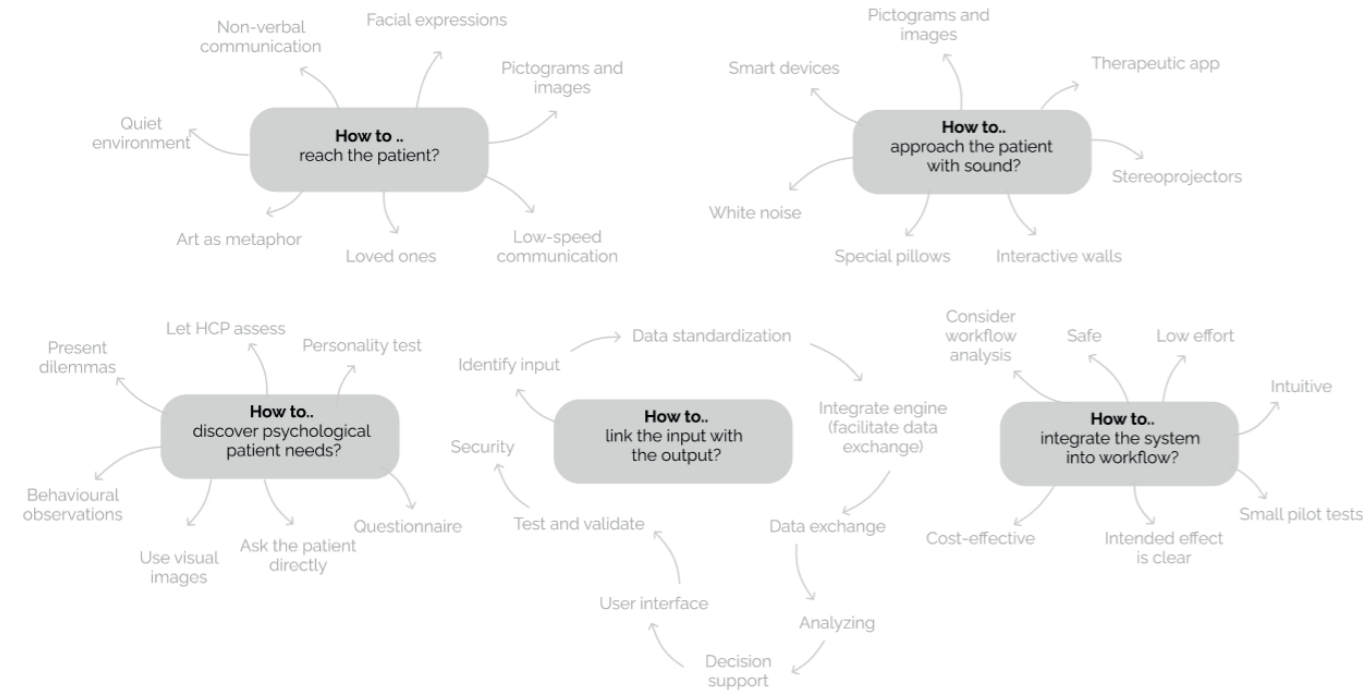 Non-verbal
communication
Facial expressions
Pictograms and
images
Quiet
environment
How to ..
reach the patient?
Art as metaphor
Loved ones
Low-speed
communication
Pictograms and
images
Smart devices
Therapeutic app
How to..
approach the patient
with sound?
Stereoprojectors
White noise
Special pillows
Interactive walls
Let HCP assess
Present
dilemmas
Personality test
How to..
discover psychological
patient needs?
Behavioural
observations
Use visual
images
Ask the patient
directly
Questionnaire
Identify input
Data standardization
Integrate engine
(facilitate data
exchange)
How to..
link the input with
the output?
Security
Test and validate
Data exchange
User interface
Analyzing
Decision
support
Consider
workflow
analysis
Safe
Low effort
Intuitive
How to..
integrate the system
into workflow?
Small pilot tests
Cost-effective
Intended effect
is clear